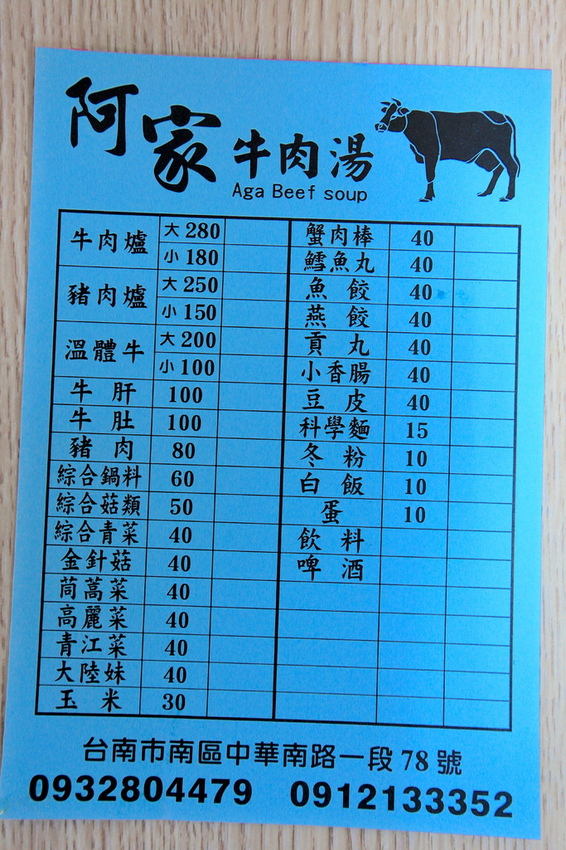 阿家牛肉湯
Aga Beef soup
牛肉爐 大 280
小 180
豬肉爐 大 250
小 150
溫體牛 大 200
小 100
牛肝 100
牛肚 100
豬肉 80
綜合鍋料 60
綜合菇類 50
綜合青菜 40
金針菇 40
茼蒿菜 40
高麗菜 40
青江菜 40
大陸妹 40
玉米 30
蟹肉棒 40
鱈魚丸 40
魚餃 40
燕餃 40
貢丸 40
小香腸 40
豆皮 40
科學麵 15
冬粉 10
白飯 10
蛋 10
飲料
啤酒
台南市南區中華南路一段 78 號
0932804479 0912133352